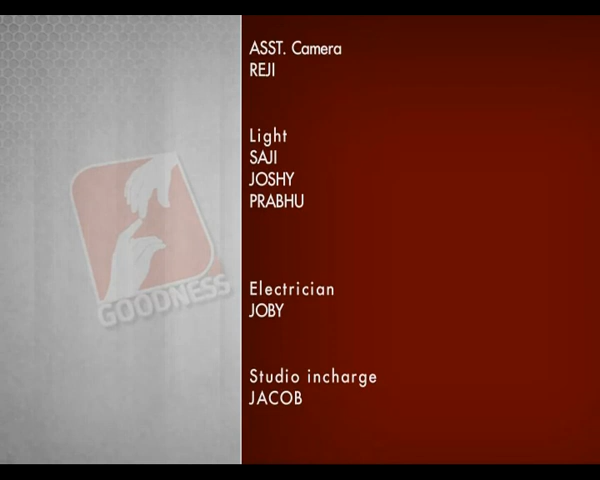 ASST. Camera
REJI
Light
SAJI
JOSHY
PRABHU
Electrician
JOBY
Studio incharge
JACOB
GOODNESS